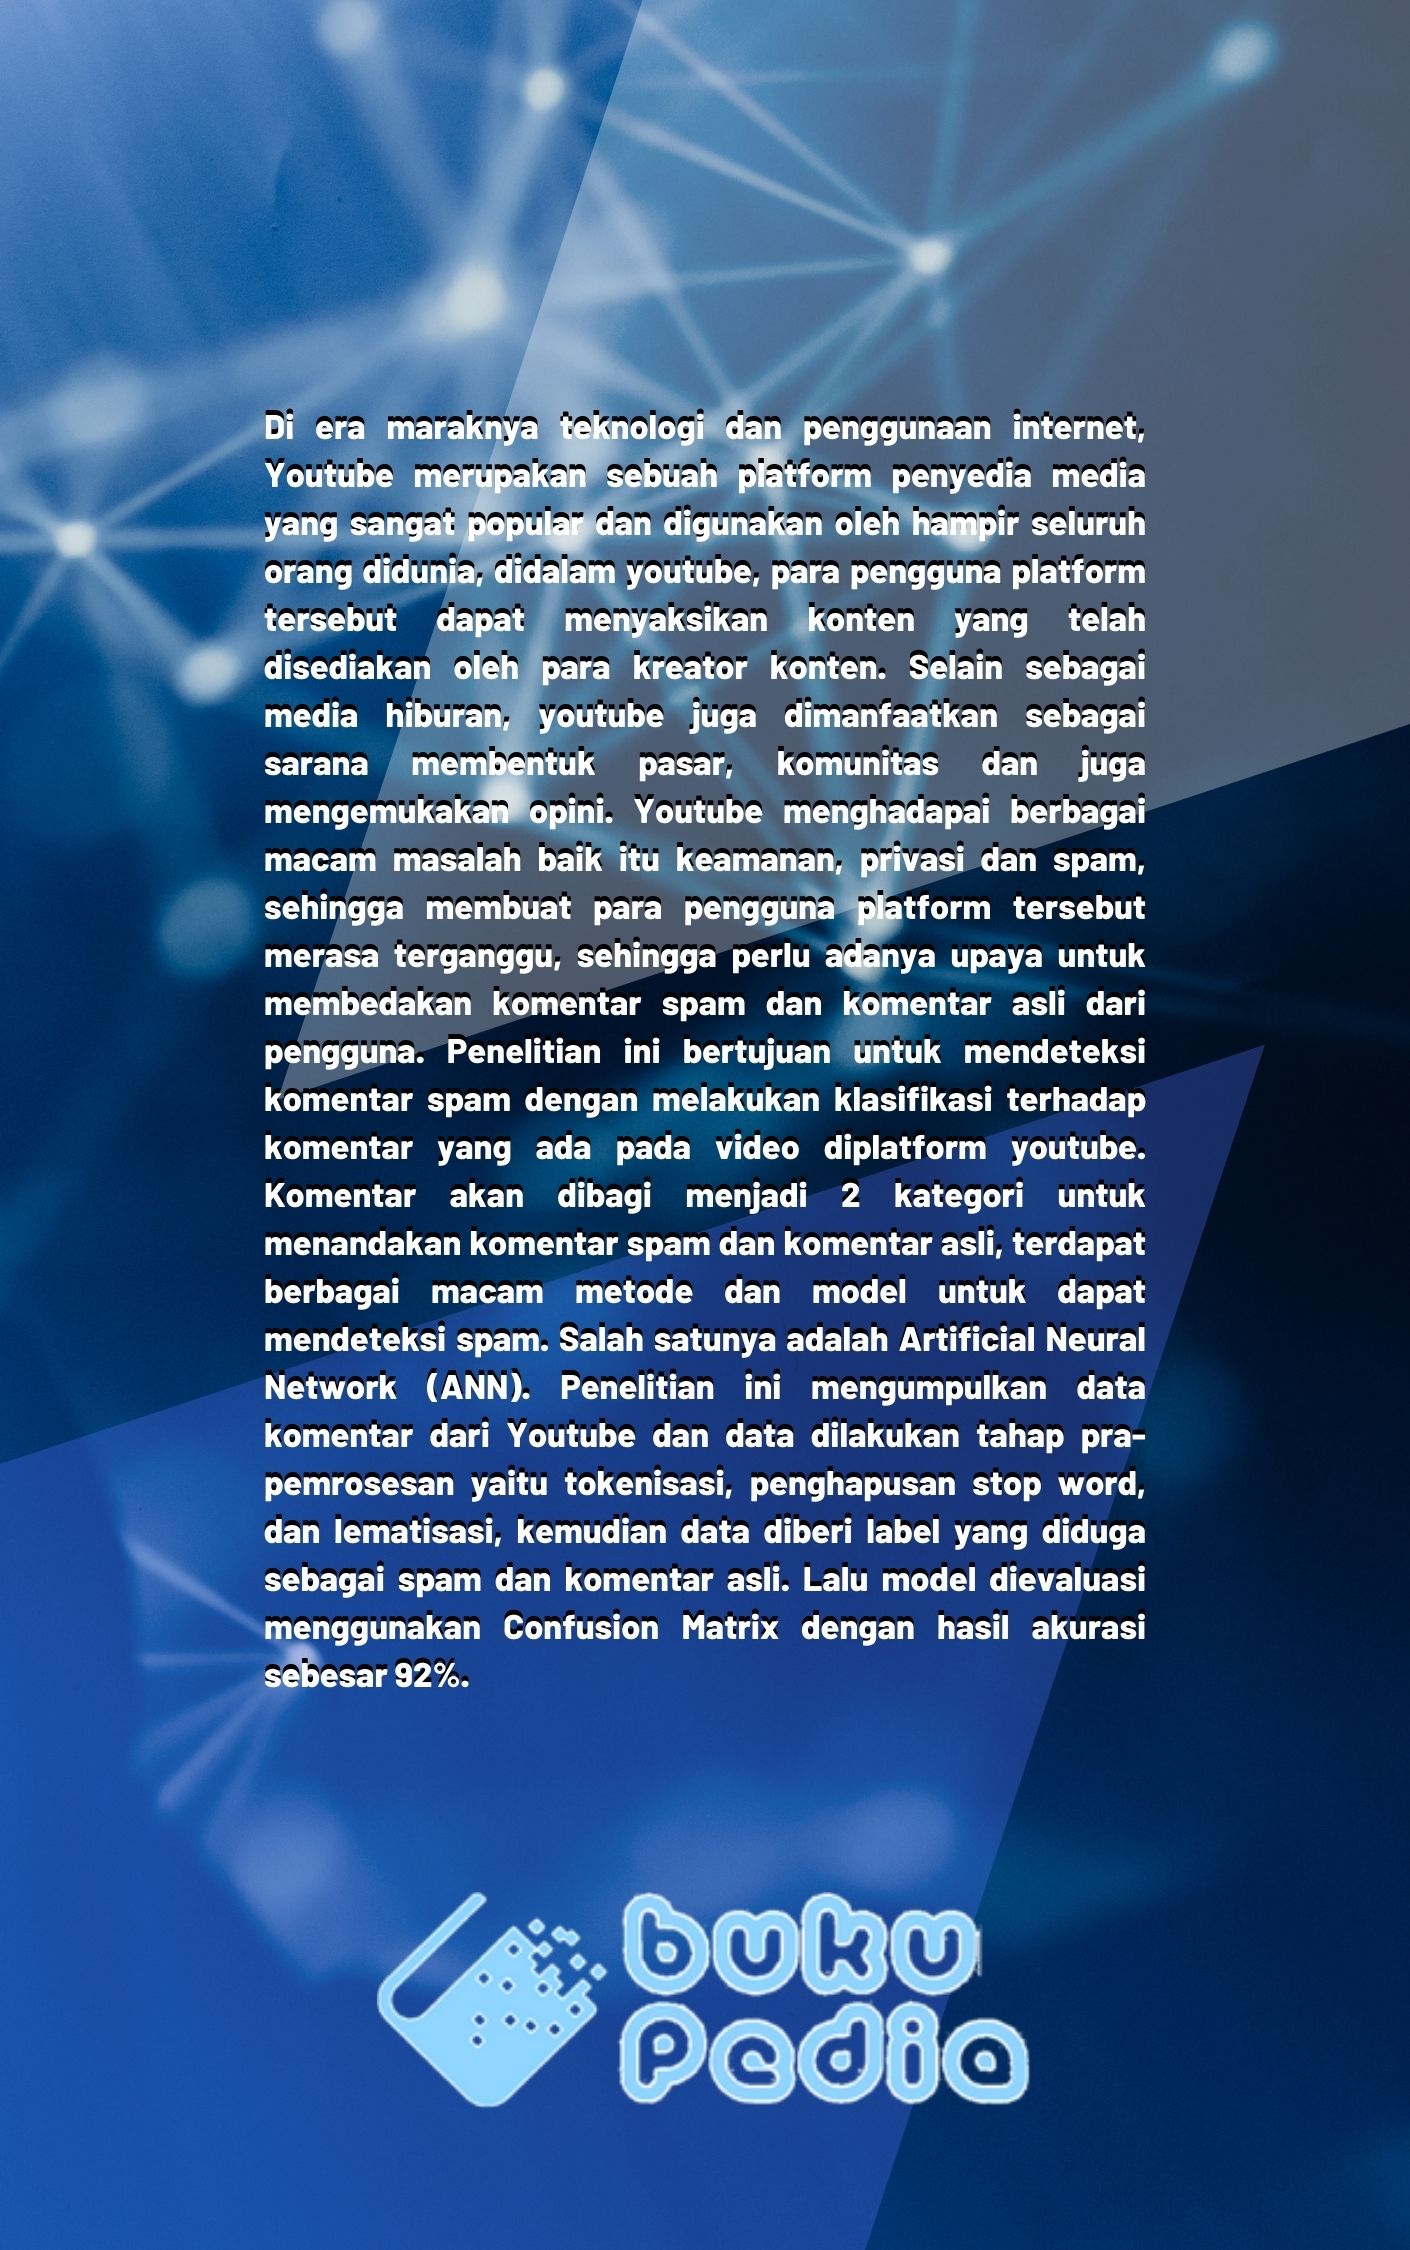 Di era maraknya teknologi dan penggunaan internet,
Youtube merupakan sebuah platform penyedia media
yang sangat popular dan digunakan oleh hampir seluruh
orang didunia, didalam youtube, para pengguna platform
tersebut dapat menyaksikan konten yang telah
disediakan oleh para kreator konten. Selain sebagai
media hiburan, youtube juga dimanfaatkan sebagai
sarana membentuk pasar, komunitas dan juga
mengemukakan opini. Youtube menghadapai berbagai
macam masalah baik itu keamanan, privasi dan spam,
sehingga membuat para pengguna platform tersebut
merasa terganggu, sehingga perlu adanya upaya untuk
membedakan komentar spam dan komentar asli dari
pengguna. Penelitian ini bertujuan untuk mendeteksi
komentar spam dengan melakukan klasifikasi terhadap
komentar yang ada pada video diplatform youtube.
Komentar akan dibagi menjadi 2 kategori untuk
menandakan komentar spam dan komentar asli, terdapat
berbagai macam metode dan model untuk dapat
mendeteksi spam. Salah satunya adalah Artificial Neural
Network (ANN). Penelitian ini mengumpulkan data
komentar dari Youtube dan data dilakukan tahap pra-
pemrosesan yaitu tokenisasi, penghapusan stop word,
dan lematisasi, kemudian data diberi label yang diduga
sebagai spam dan komentar asli. Lalu model dievaluasi
menggunakan Confusion Matrix dengan hasil akurasi
sebesar 92%.
buku
Pedia